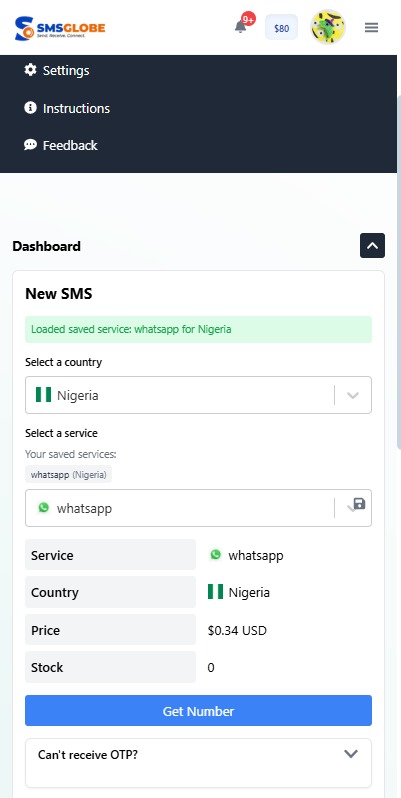 SMSGLOBE
Send. Receive. Connect.
9+
$80
Settings
Instructions
Feedback
Dashboard
New SMS
Loaded saved service: whatsapp for Nigeria
Select a country
Nigeria
Select a service
Your saved services:
whatsapp (Nigeria)
whatsapp
Service whatsapp
Country Nigeria
Price $0.34 USD
Stock 0
Get Number
Can't receive OTP?